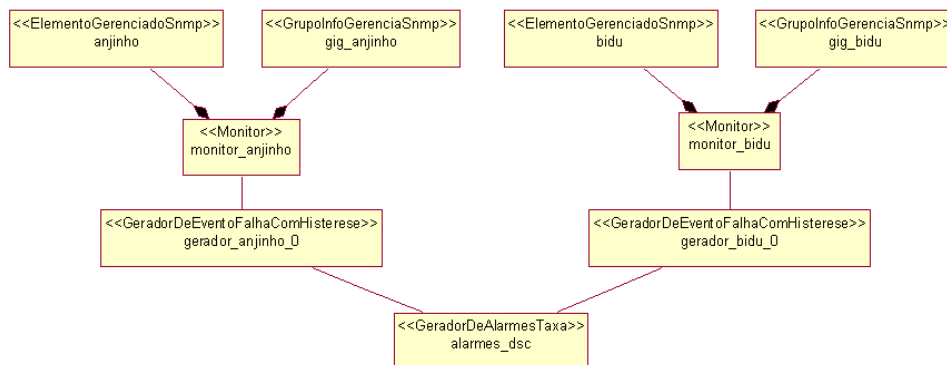 <<ElementoGerenciadoSnmp>>
anjinho
<<GrupoInfoGerenciaSnmp>>
gig_anjinho
<<ElementoGerenciadoSnmp>>
bidu
<<GrupoInfoGerenciaSnmp>>
gig_bidu
<<Monitor>>
monitor_anjinho
<<Monitor>>
monitor_bidu
<<GeradorDeEventoFalhaComHisterese>>
gerador_anjinho_0
<<GeradorDeEventoFalhaComHisterese>>
gerador_bidu_0
<<GeradorDeAlarmesTaxa>>
alarmes_dsc